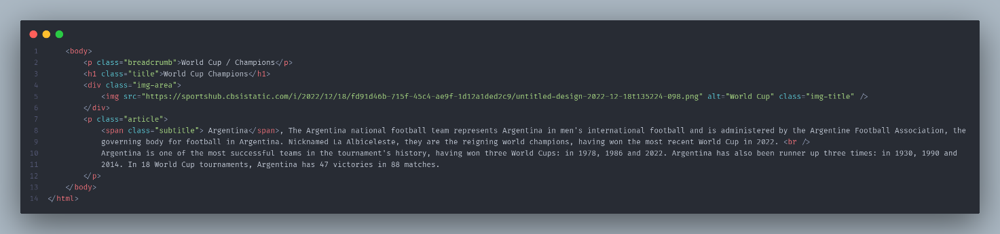 1 <body>
2 <p class="breadcrumb">World Cup / Champions</p>
3 <h1 class="title">World Cup Champions</h1>
4 <div class="img-area">
5 <img src="https://sportshub.cbsistatic.com/i/2022/12/18/fd91d46b-715f-45c4-ae9f-1d12a1ded2c9/untitled-design-2022-12-18t135224-098.png" alt="World Cup" class="img-title" />
6 </div>
7 <p class="article">
8 <span class="subtitle"> Argentina</span>, The Argentina national football team represents Argentina in men's international football and is administered by the Argentine Football Association, the
9 governing body for football in Argentina. Nicknamed La Albiceleste, they are the reigning world champions, having won the most recent World Cup in 2022. <br />
10 Argentina is one of the most successful teams in the tournament's history, having won three World Cups: in 1978, 1986 and 2022. Argentina has also been runner up three times: in 1930, 1990 and
11 2014. In 18 World Cup tournaments, Argentina has 47 victories in 88 matches.
12 </p>
13 </body>
14 </html>